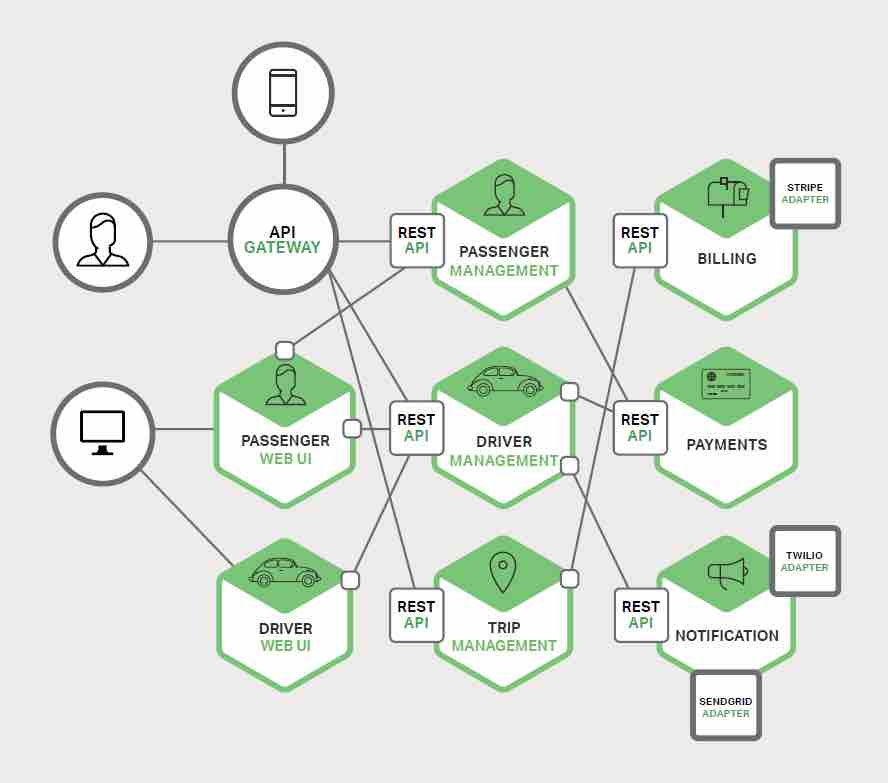 API
GATEWAY
REST
API
PASSENGER
MANAGEMENT
REST
API
BILLING
STRIPE
ADAPTER
PASSENGER
WEB UI
REST
API
DRIVER
MANAGEMENT
REST
API
PAYMENTS
DRIVER
WEB UI
REST
API
TRIP
MANAGEMENT
REST
API
NOTIFICATION
TWILIO
ADAPTER
SENDGRID
ADAPTER